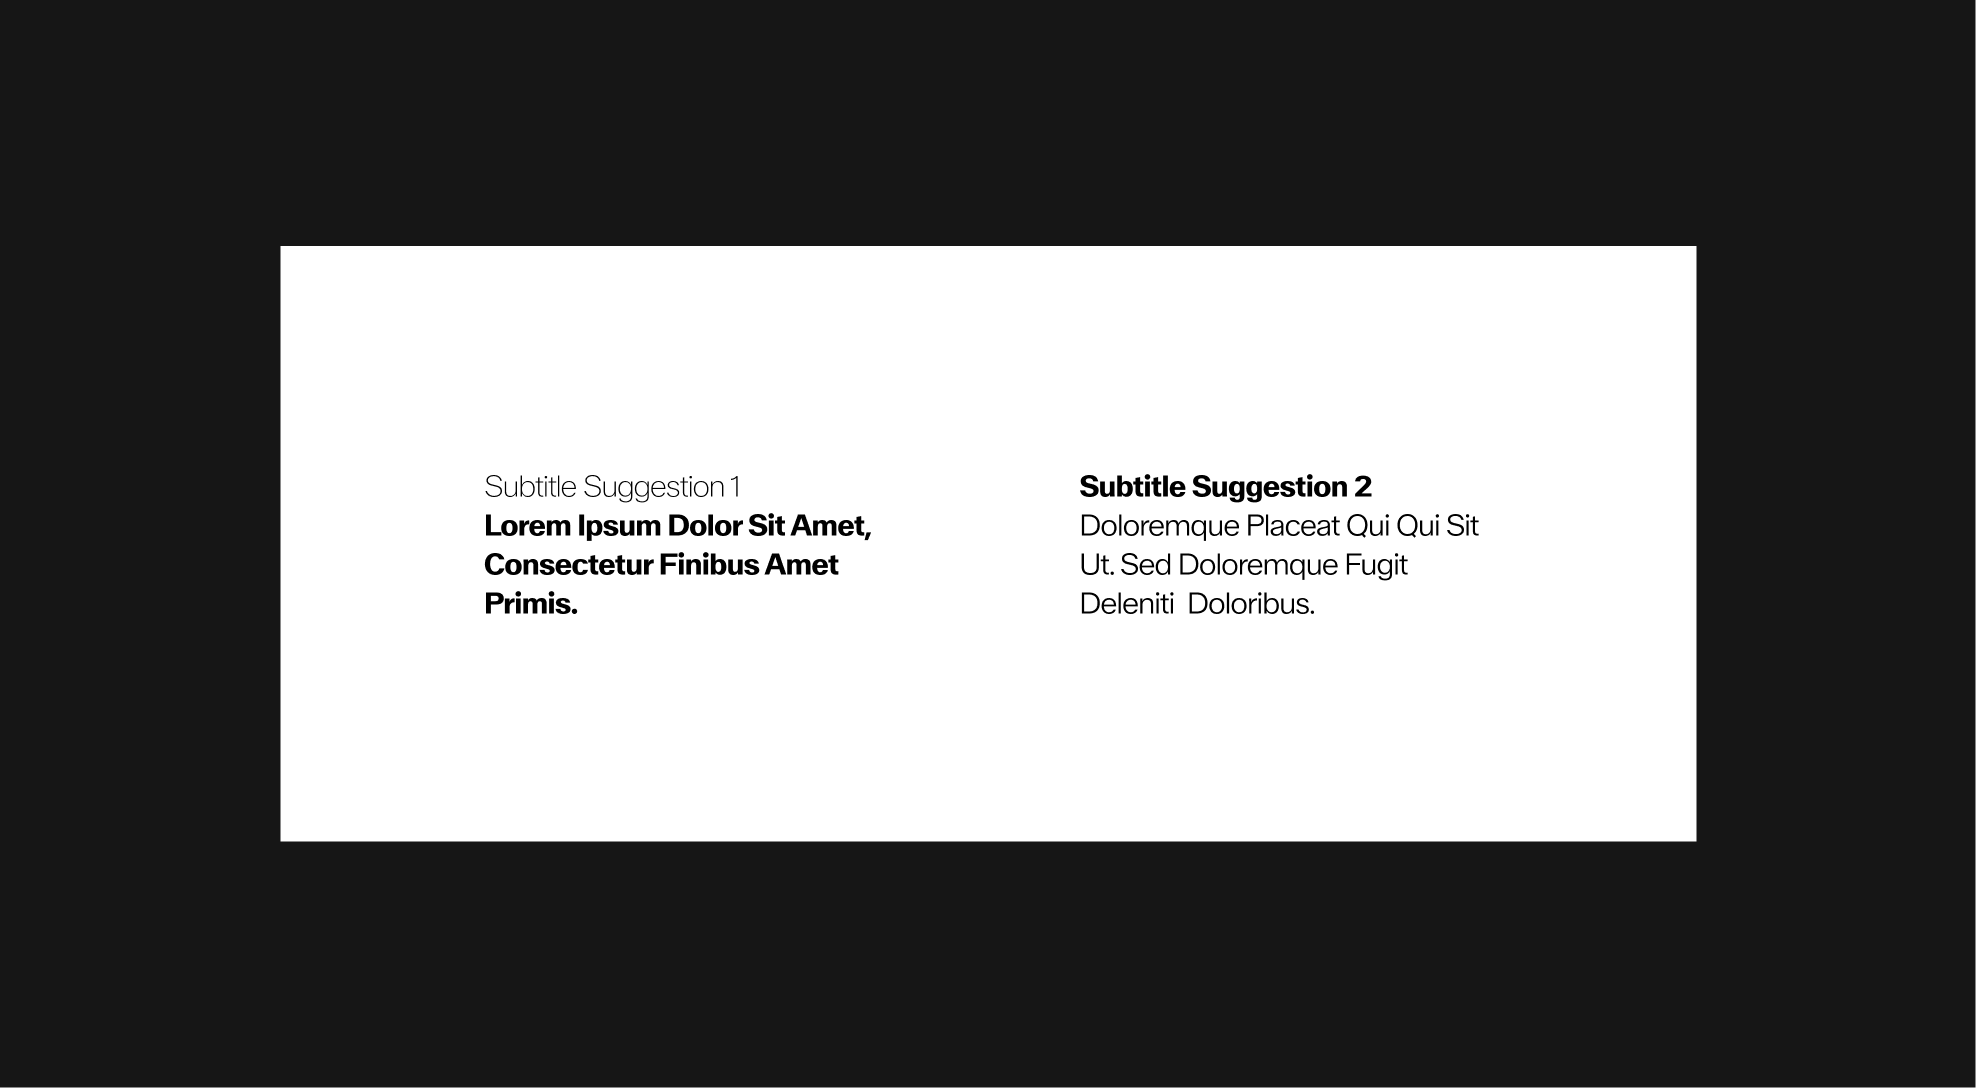 Subtitle Suggestion 1
Lorem Ipsum Dolor Sit Amet,
Consectetur Finibus Amet
Primis.
Subtitle Suggestion 2
Doloremque Placeat Qui Qui Sit
Ut. Sed Doloremque Fugit
Deleniti  Doloribus.